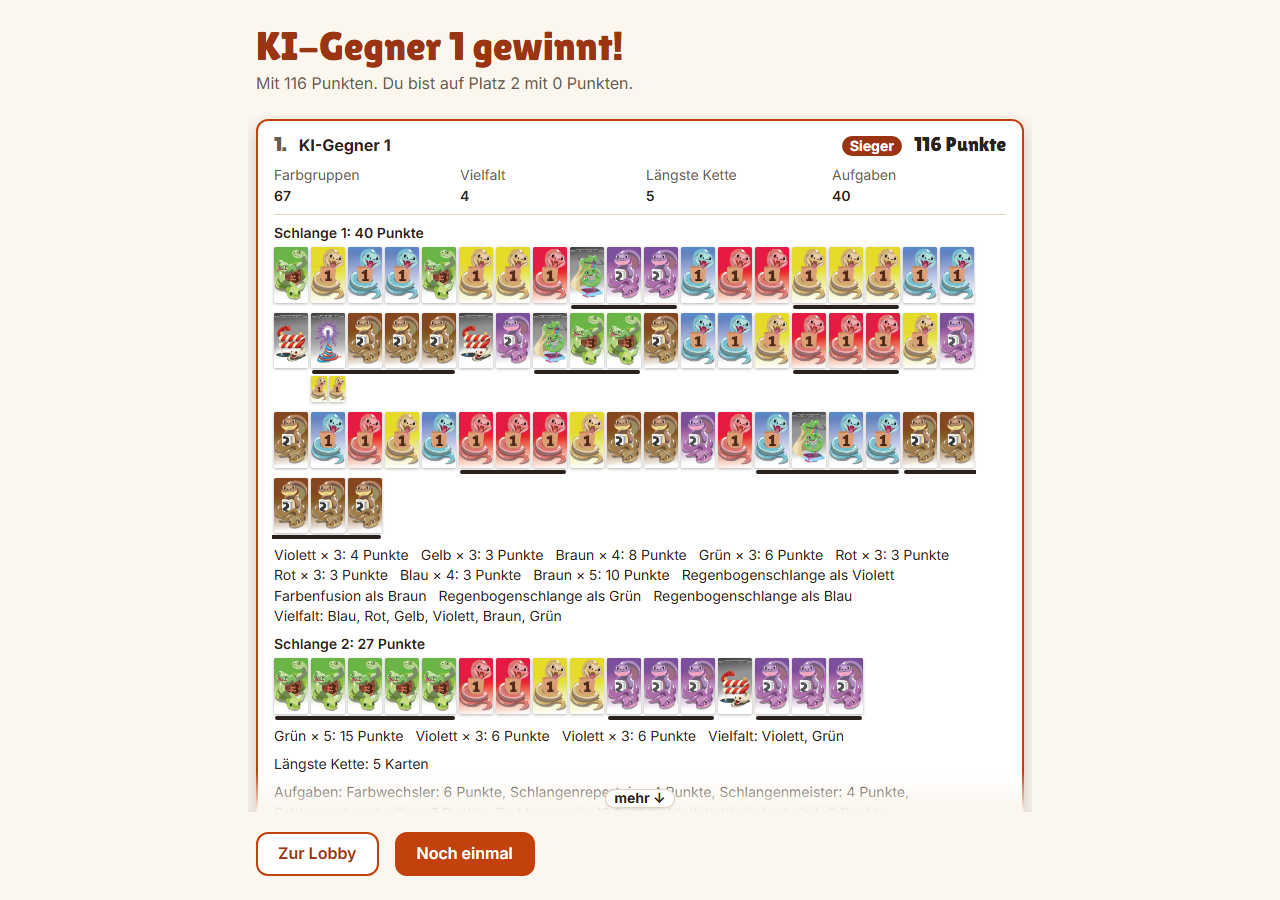 KI-Gegner 1 gewinnt!
Mit 116 Punkten. Du bist auf Platz 2 mit 0 Punkten.
1. KI-Gegner 1 Sieger 116 Punkte
Farbgruppen Vielfalt Längste Kette Aufgaben
67 4 5 40
Schlange 1: 40 Punkte
Violett × 3: 4 Punkte Gelb × 3: 3 Punkte Braun × 4: 8 Punkte Grün × 3: 6 Punkte Rot × 3: 3 Punkte
Rot × 3: 3 Punkte Blau × 4: 3 Punkte Braun × 5: 10 Punkte Regenbogenschlange als Violett
Farbenfusion als Braun Regenbogenschlange als Grün Regenbogenschlange als Blau
Vielfalt: Blau, Rot, Gelb, Violett, Braun, Grün
Schlange 2: 27 Punkte
Grün × 5: 15 Punkte Violett × 3: 6 Punkte Violett × 3: 6 Punkte Vielfalt: Violett, Grün
Längste Kette: 5 Karten
Aufgaben: Farbwechsler: 6 Punkte, Punkte, Schlangenmeister: 4 Punkte,
mehr ↓
Zur Lobby Noch einmal